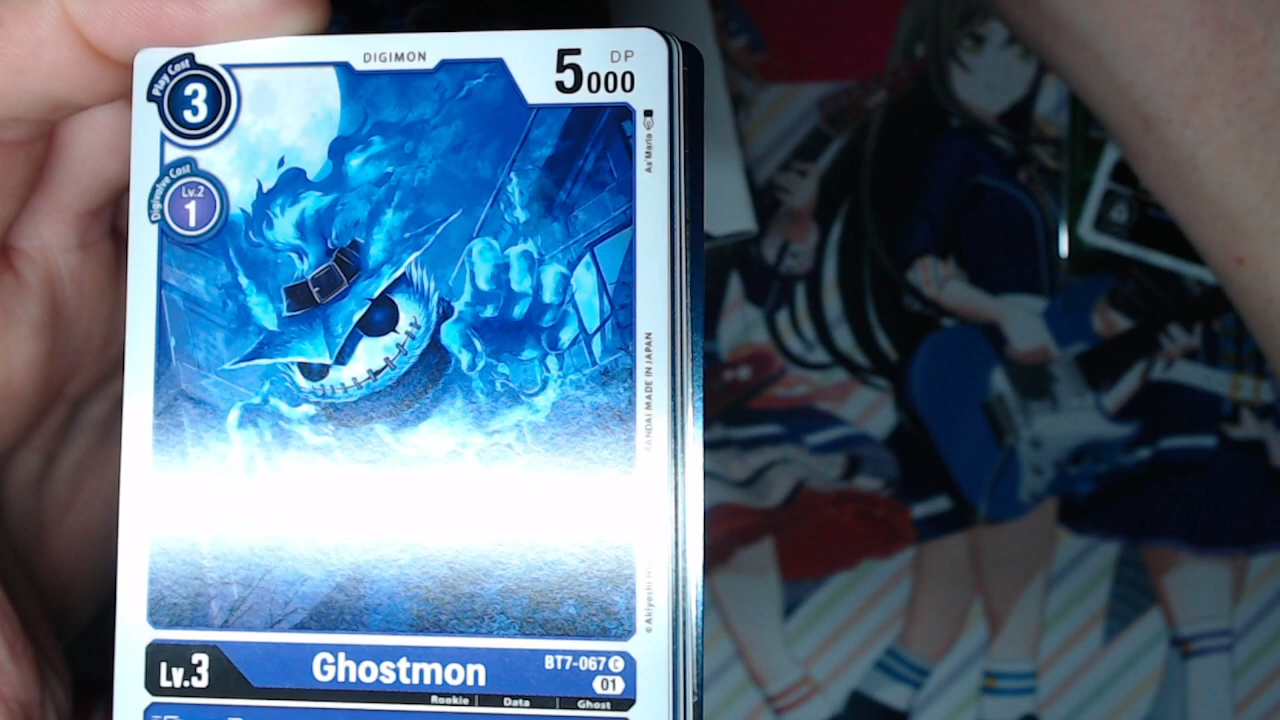 DIGIMON
Play Cost
3
DP
5000
As'Maria
Digivolve Cost
Lv.2
1
BANDAI MADE IN JAPAN
Lv.3
Ghostmon
BT7-067 C
01
Rookie | Data | Ghost
4